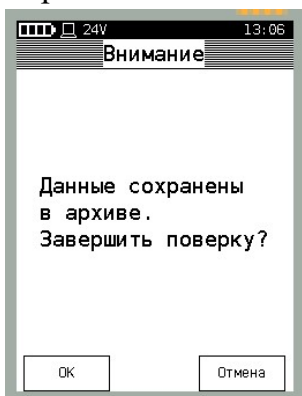 24V 13:06
Внимание
Данные сохранены
в архиве.
Завершить поверку?
OK Отмена